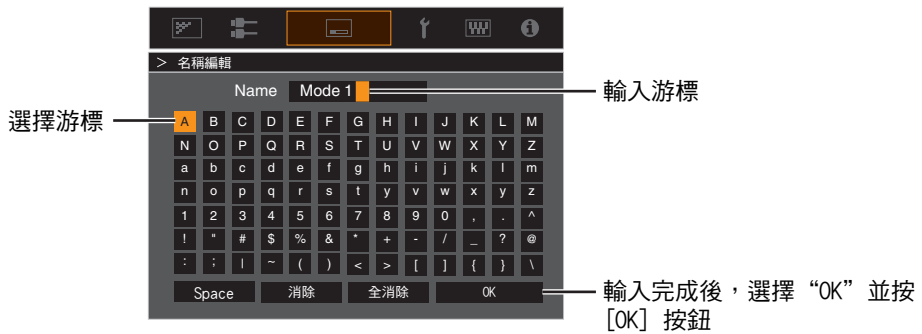 > 名稱編輯
Name Mode 1
輸入游標
選擇游標
A B C D E F G H I J K L M
N O P Q R S T U V W X Y Z
a b c d e f g h i j k l m
n o p q r s t y v w x y z
1 2 3 4 5 6 7 8 9 0 , . ^
! " # $ % & * + - / _ ? @
: ; | ~ ( ) < > [ ] { } \
Space 消除 全消除 OK
輸入完成後，選擇“OK”並按
[OK] 按鈕